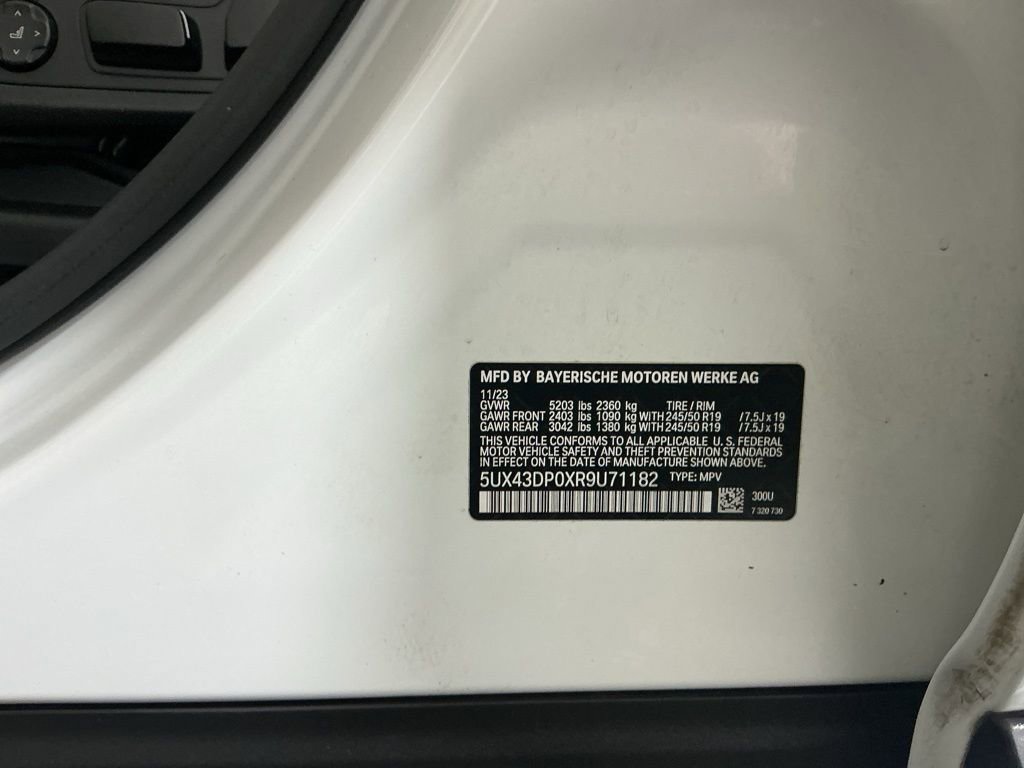 MFD BY BAYERISCHE MOTOREN WERKE AG
11/23
GVWR 5203 lbs 2360 kg TIRE / RIM
GAWR FRONT 2403 lbs 1090 kg WITH 245/50 R19 / 7.5J x 19
GAWR REAR 3042 lbs 1380 kg WITH 245/50 R19 / 7.5J x 19
THIS VEHICLE CONFORMS TO ALL APPLICABLE U. S. FEDERAL
MOTOR VEHICLE SAFETY AND THEFT PREVENTION STANDARDS
IN EFFECT ON THE DATE OF MANUFACTURE SHOWN ABOVE.
5UX43DP0XR9U71182 TYPE: MPV
300U
7 320 730